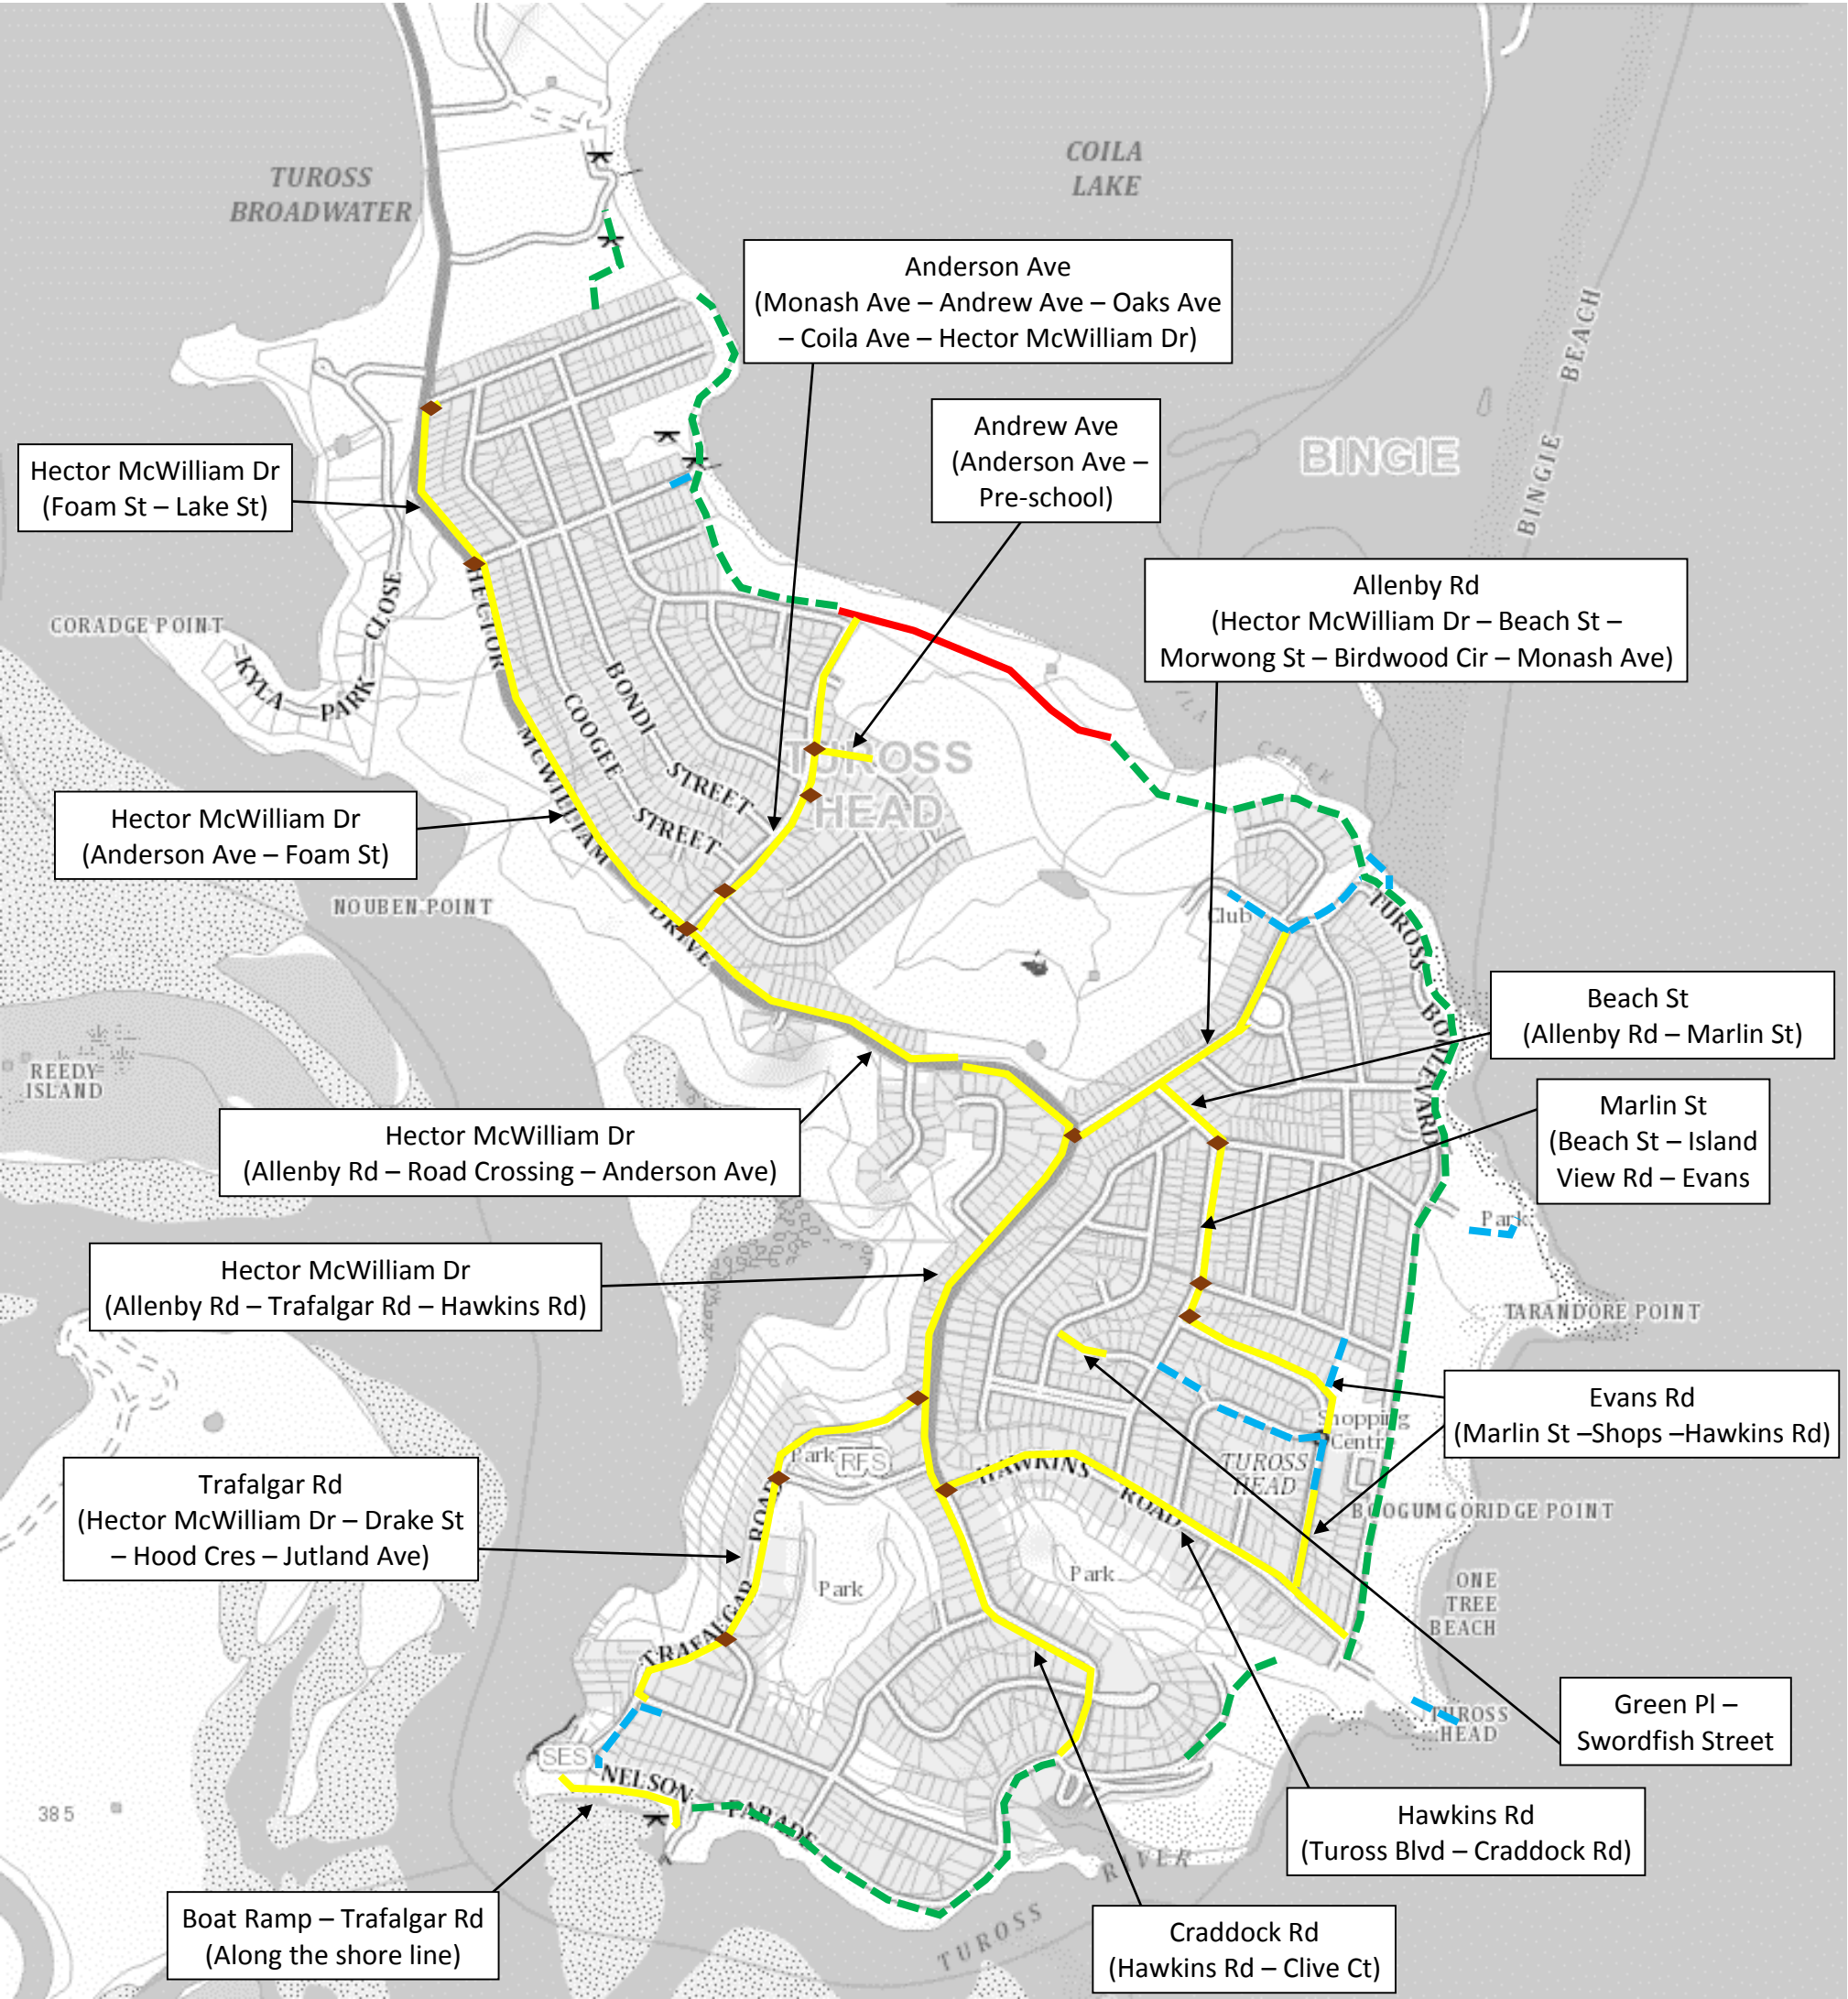 COILA
LAKE
TUROSS
BROADWATER
Anderson Ave
(Monash Ave – Andrew Ave – Oaks Ave
– Coila Ave – Hector McWilliam Dr)
BINGIE BEACH
Andrew Ave
(Anderson Ave –
Pre-school)
BINGIE
Hector McWilliam Dr
(Foam St – Lake St)
Allenby Rd
(Hector McWilliam Dr – Beach St –
Morwong St – Birdwood Cir – Monash Ave)
CORADGE POINT
KYLA PARK CLOSE
HECTOR McWILLIAM DRIVE
BONDI STREET
COOGEE STREET
TUROSS
HEAD
CREEK
Hector McWilliam Dr
(Anderson Ave – Foam St)
NOUBEN POINT
Club
TUROSS BOULEVARD
Beach St
(Allenby Rd – Marlin St)
REEDY
ISLAND
Marlin St
(Beach St – Island
View Rd – Evans
Hector McWilliam Dr
(Allenby Rd – Road Crossing – Anderson Ave)
Park
Hector McWilliam Dr
(Allenby Rd – Trafalgar Rd – Hawkins Rd)
TARANDORE POINT
Evans Rd
(Marlin St –Shops –Hawkins Rd)
Shopping
Centr
Park
RFS
TUROSS
HEAD
HAWKINS ROAD
Trafalgar Rd
(Hector McWilliam Dr – Drake St
– Hood Cres – Jutland Ave)
BOOGUMGORIDGE POINT
Park
Park
ONE
TREE
BEACH
TRAFALGAR ROAD
Green Pl –
Swordfish Street
TUROSS
HEAD
SES
NELSON PARADE
385
Hawkins Rd
(Tuross Blvd – Craddock Rd)
TUROSS RIVER
Boat Ramp – Trafalgar Rd
(Along the shore line)
Craddock Rd
(Hawkins Rd – Clive Ct)